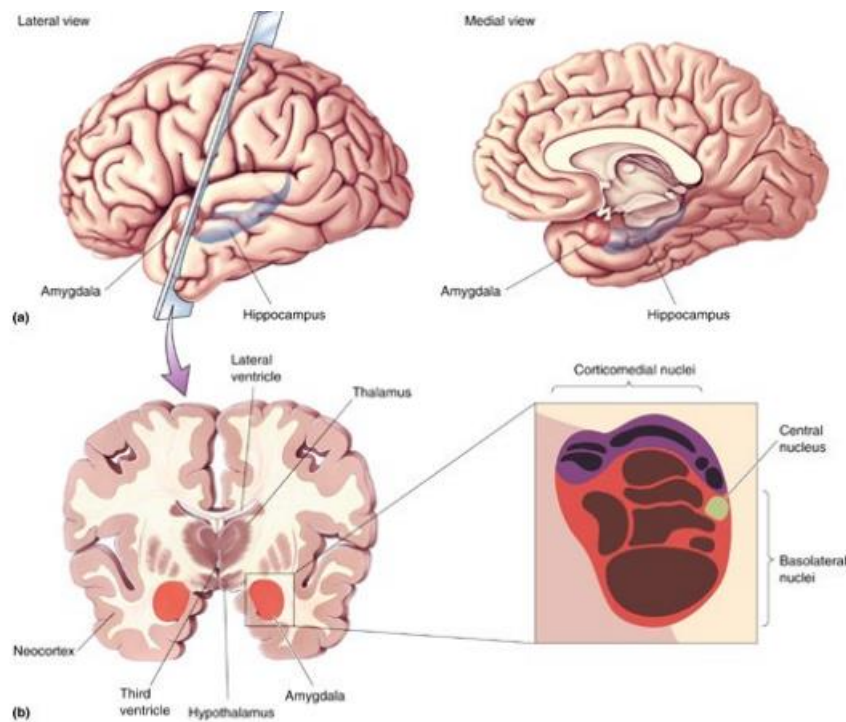 Lateral view
Medial view
Amygdala
Hippocampus
Amygdala
Hippocampus
(a)
Lateral
ventricle
Thalamus
Corticomedial nuclei
Central
nucleus
Basolateral
nuclei
Neocortex
Third
ventricle
Hypothalamus
Amygdala
(b)